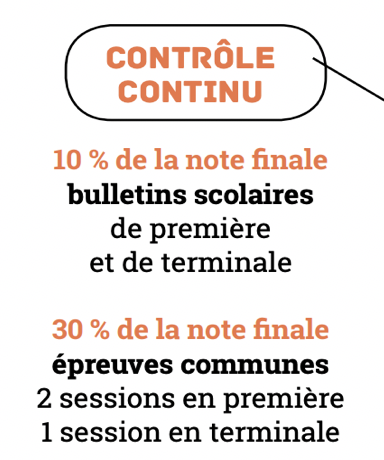 CONTRÔLE
CONTINU
10 % de la note finale
bulletins scolaires
de première
et de terminale
30 % de la note finale
épreuves communes
2 sessions en première
1 session en terminale